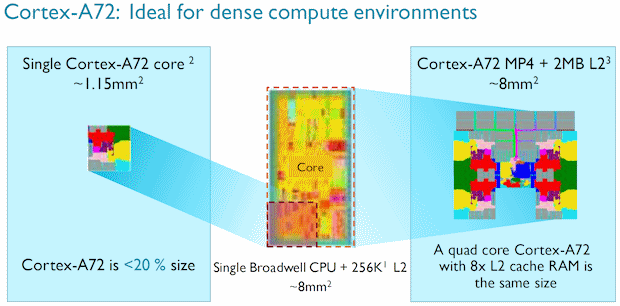 Cortex-A72: Ideal for dense compute environments
Single Cortex-A72 core ²
~1.15mm²
Cortex-A72 is <20 % size
Core
Single Broadwell CPU + 256K¹ L2
~8mm²
Cortex-A72 MP4 + 2MB L2³
~8mm²
A quad core Cortex-A72
with 8x L2 cache RAM is
the same size